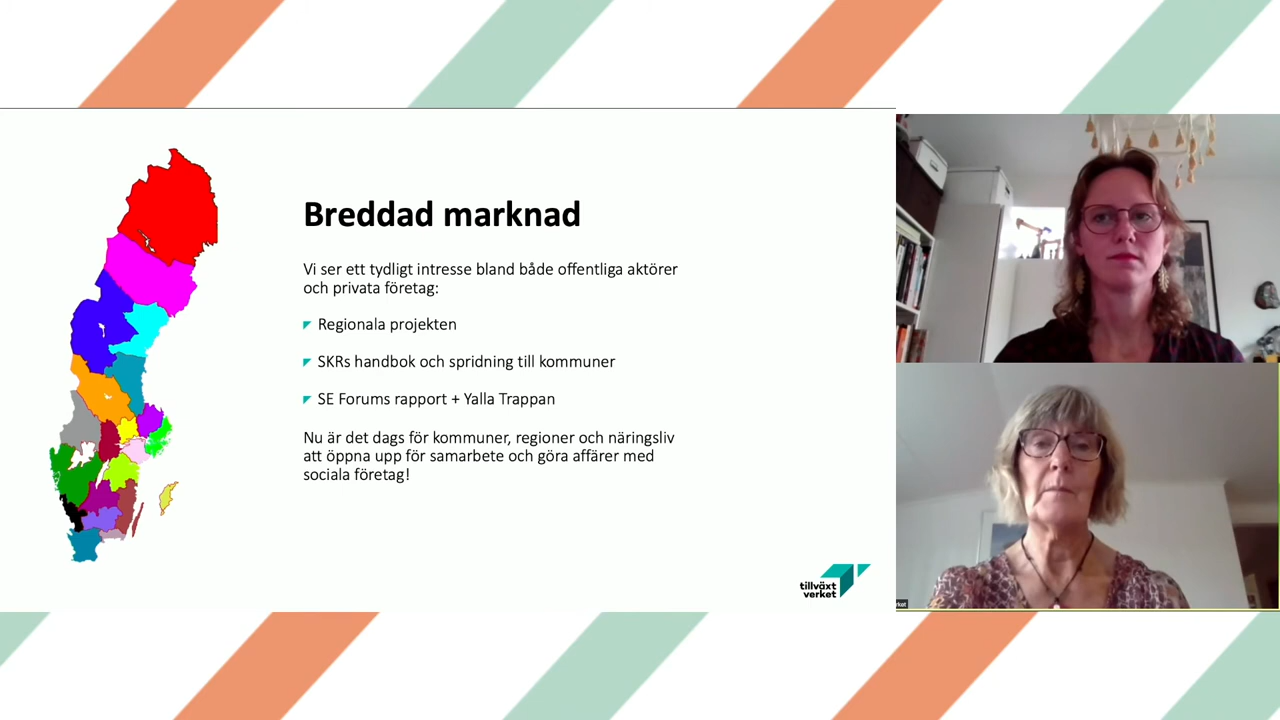 Breddad marknad
Vi ser ett tydligt intresse bland både offentliga aktörer
och privata företag:
Regionala projekten
SKRs handbok och spridning till kommuner
SE Forums rapport + Yalla Trappan
Nu är det dags för kommuner, regioner och näringsliv
att öppna upp för samarbete och göra affärer med
sociala företag!
tillväxt
verket